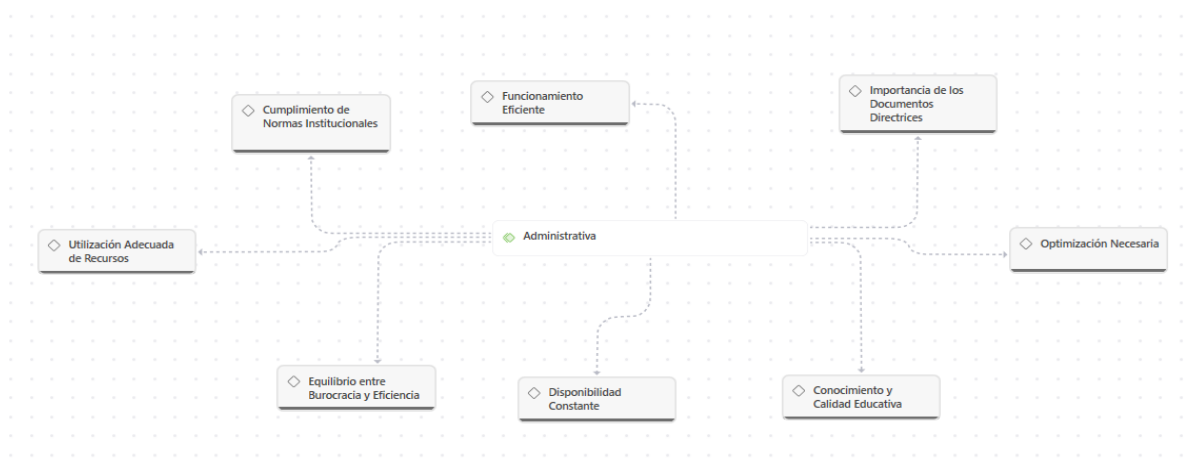 Cumplimiento de
Normas Institucionales
Funcionamiento
Eficiente
Importancia de los
Documentos
Directrices
Utilización Adecuada
de Recursos
Administrativa
Optimización Necesaria
Equilibrio entre
Burocracia y Eficiencia
Disponibilidad
Constante
Conocimiento y
Calidad Educativa